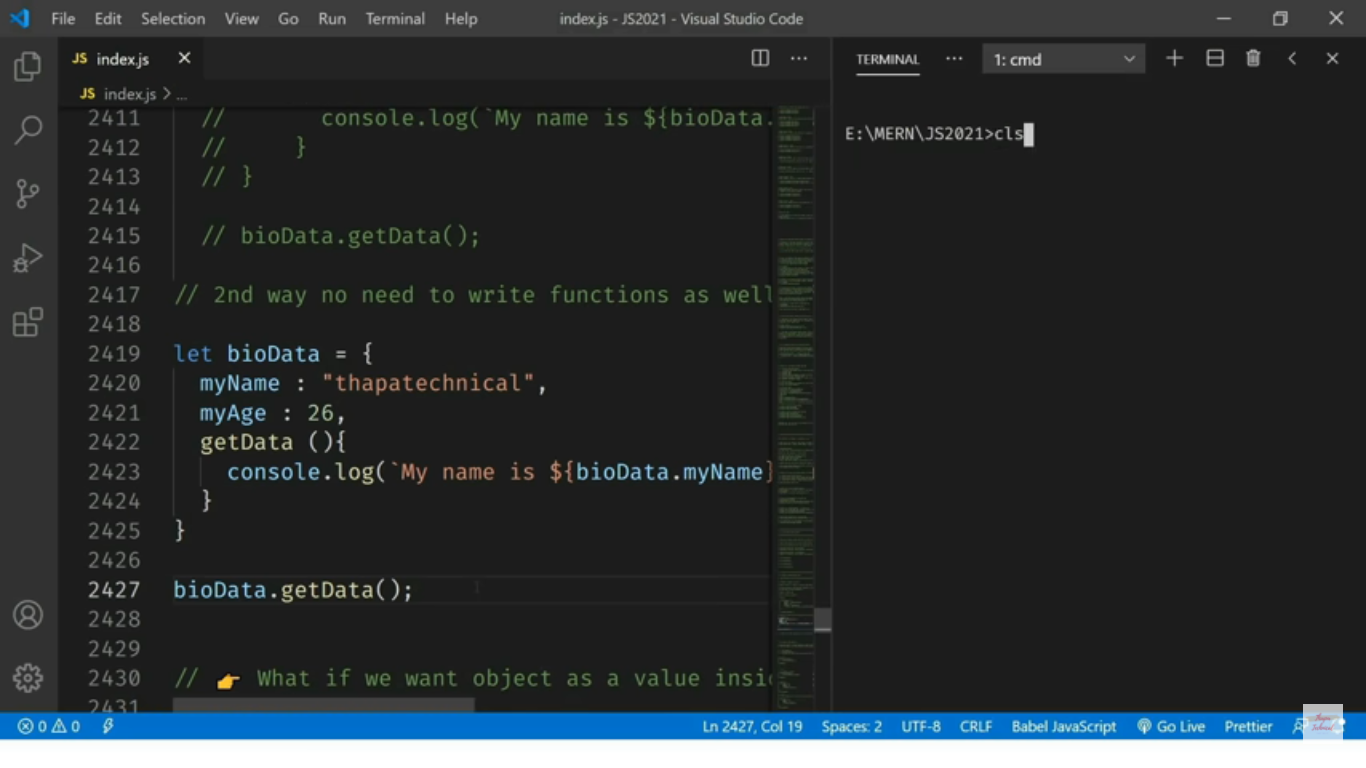 File Edit Selection View Go Run Terminal Help index.js - JS2021 - Visual Studio Code
JS index.js
JS index.js > ...
2411 // console.log(`My name is ${bioData.
2412 // }
2413 // }
2414
2415 // bioData.getData();
2416
2417 // 2nd way no need to write functions as well
2418
2419 let bioData = {
2420 myName : "thapatechnical",
2421 myAge : 26,
2422 getData (){
2423 console.log(`My name is ${bioData.myName}
2424 }
2425 }
2426
2427 bioData.getData();
2428
2429
2430 // 👉 What if we want object as a value insid
2431
TERMINAL ... 1: cmd
E:\MERN\JS2021>cls
0 0 Ln 2427, Col 19 Spaces: 2 UTF-8 CRLF Babel JavaScript Go Live Prettier